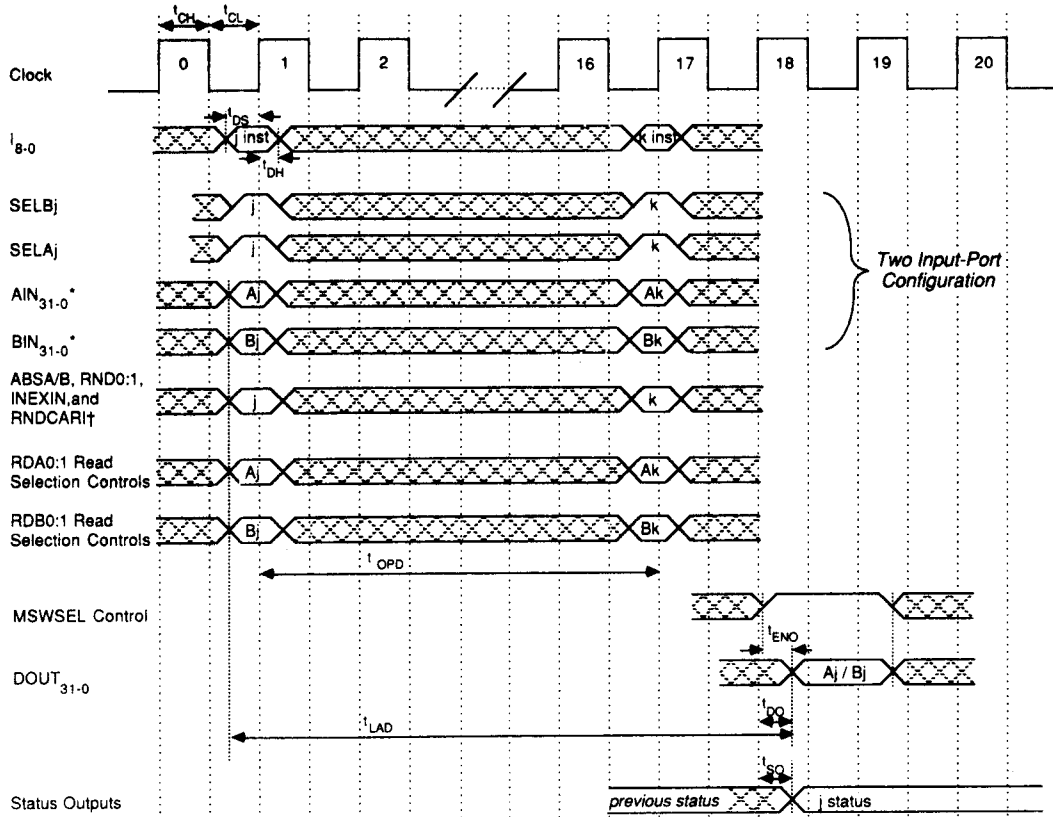 tCH tCL
Clock 0 1 2 16 17 18 19 20
tDS
I8-0 j inst k inst
tDH
SELBj j k
SELAj j k
Two Input-Port
Configuration
AIN31-0* Aj Ak
BIN31-0* Bj Bk
ABSA/B, RND0:1,
INEXIN,and
RNDCARI† j k
RDA0:1 Read
Selection Controls Aj Ak
RDB0:1 Read
Selection Controls Bj Bk
tOPD
MSWSEL Control
tENO
DOUT31-0 Aj / Bj
tDO
tLAD
tSO
Status Outputs previous status j status